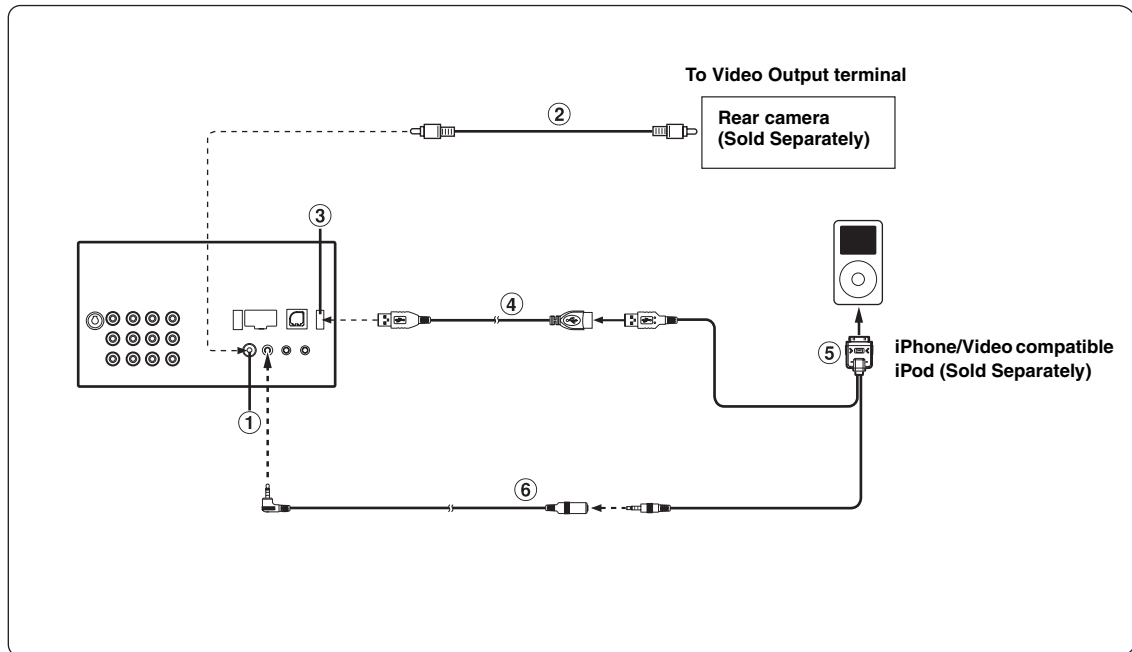 To Video Output terminal
Rear camera
(Sold Separately)
②
③
④
⑤
iPhone/Video compatible
iPod (Sold Separately)
①
⑥